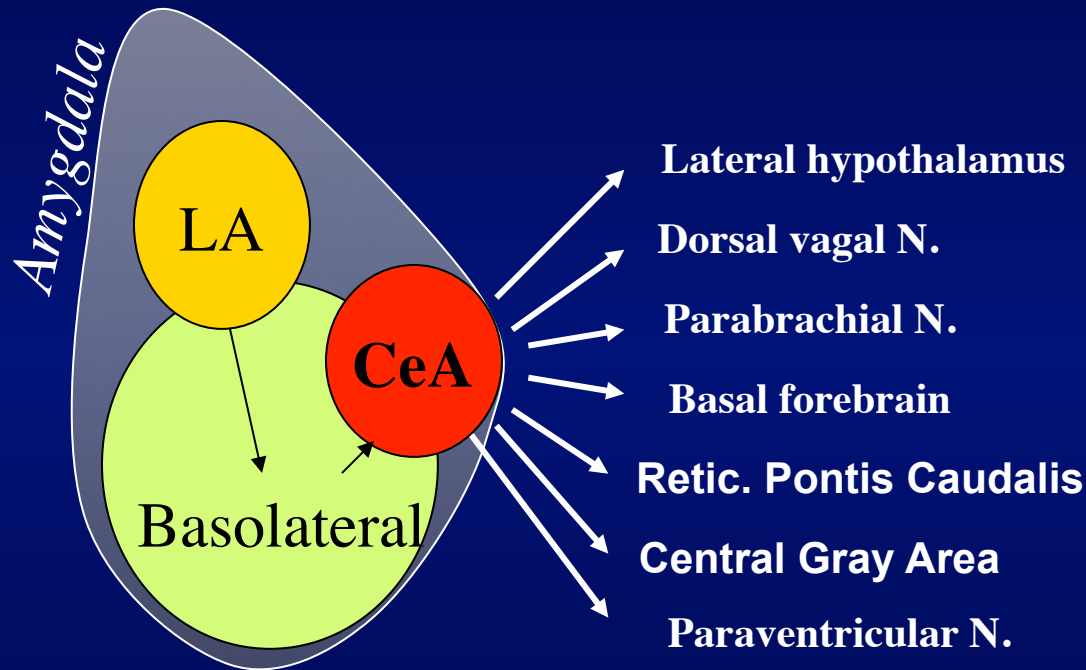 Amygdala
LA
CeA
Basolateral
Lateral hypothalamus
Dorsal vagal N.
Parabrachial N.
Basal forebrain
Retic. Pontis Caudalis
Central Gray Area
Paraventricular N.